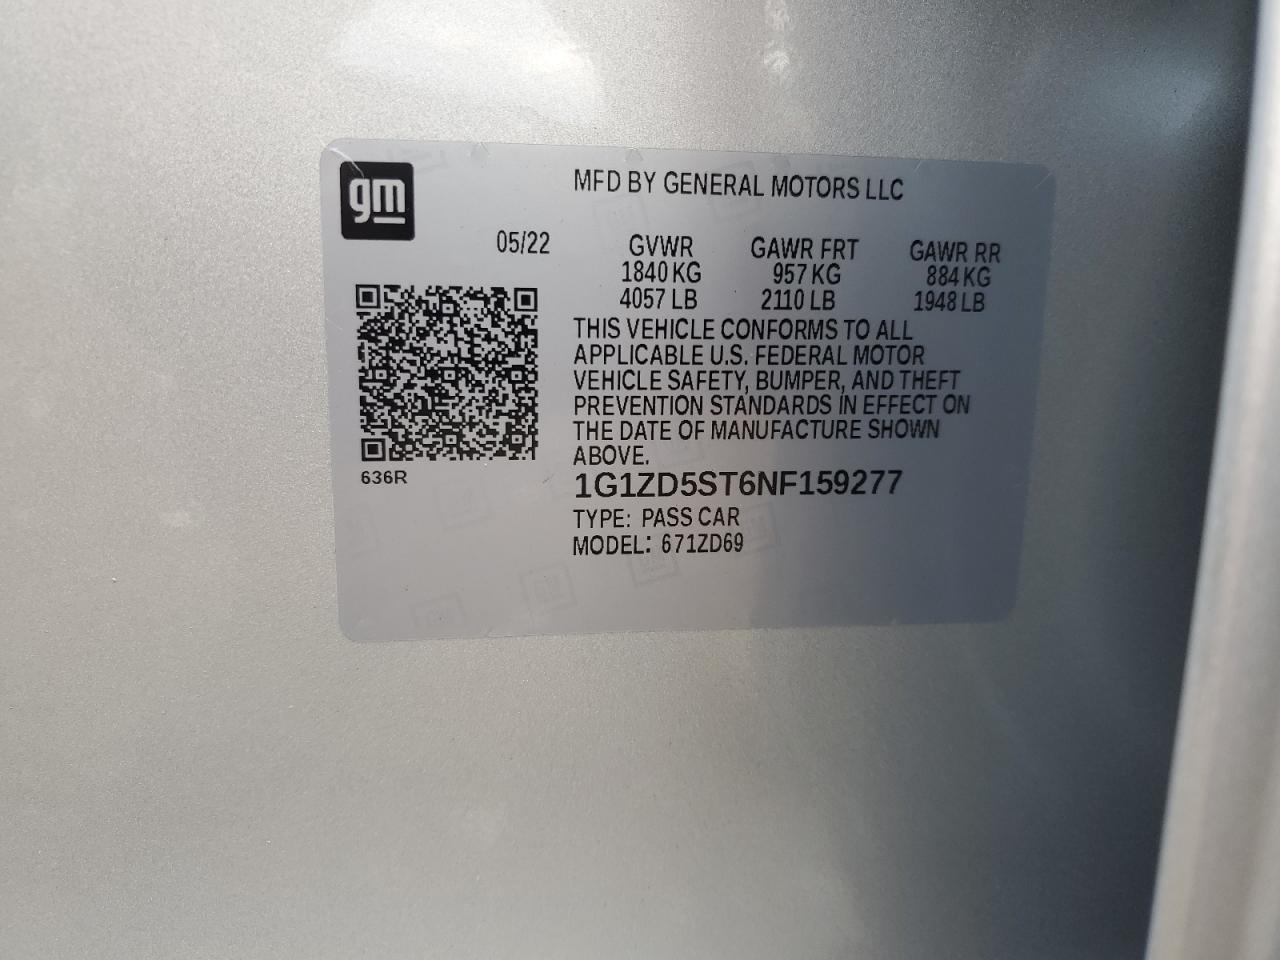 gm
MFD BY GENERAL MOTORS LLC
05/22 GVWR GAWR FRT GAWR RR
1840 KG 957 KG 884 KG
4057 LB 2110 LB 1948 LB
THIS VEHICLE CONFORMS TO ALL
APPLICABLE U.S. FEDERAL MOTOR
VEHICLE SAFETY, BUMPER, AND THEFT
PREVENTION STANDARDS IN EFFECT ON
THE DATE OF MANUFACTURE SHOWN
ABOVE.
636R
1G1ZD5ST6NF159277
TYPE: PASS CAR
MODEL: 671ZD69